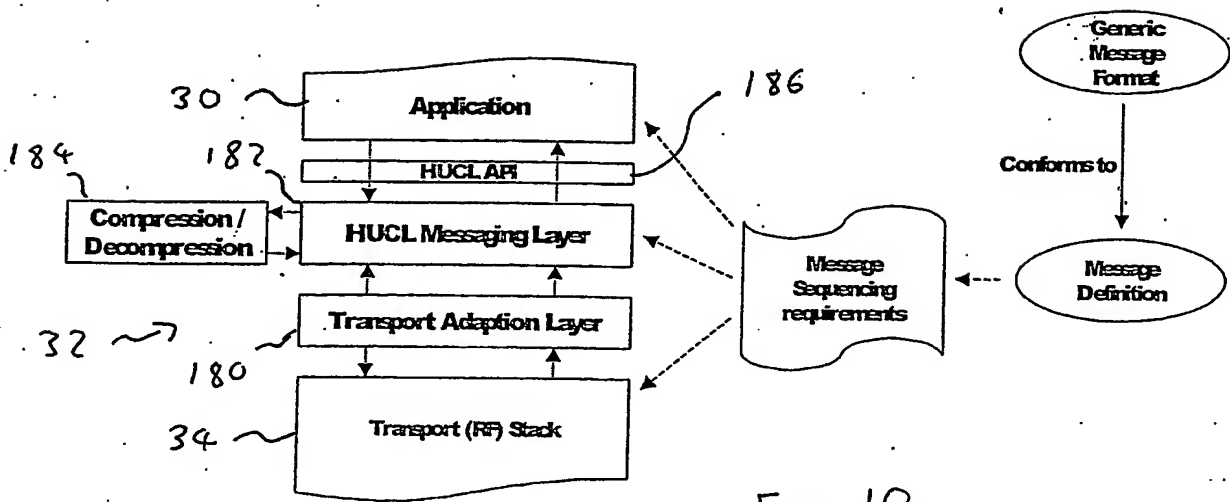 Generic
Message
Format
30
Application
186
Conforms to
184
182
HUCL API
Compression /
Decompression
HUCL Messaging Layer
Message
Sequencing
requirements
Message
Definition
Transport Adaption Layer
32
180
34
Transport (RF) Stack